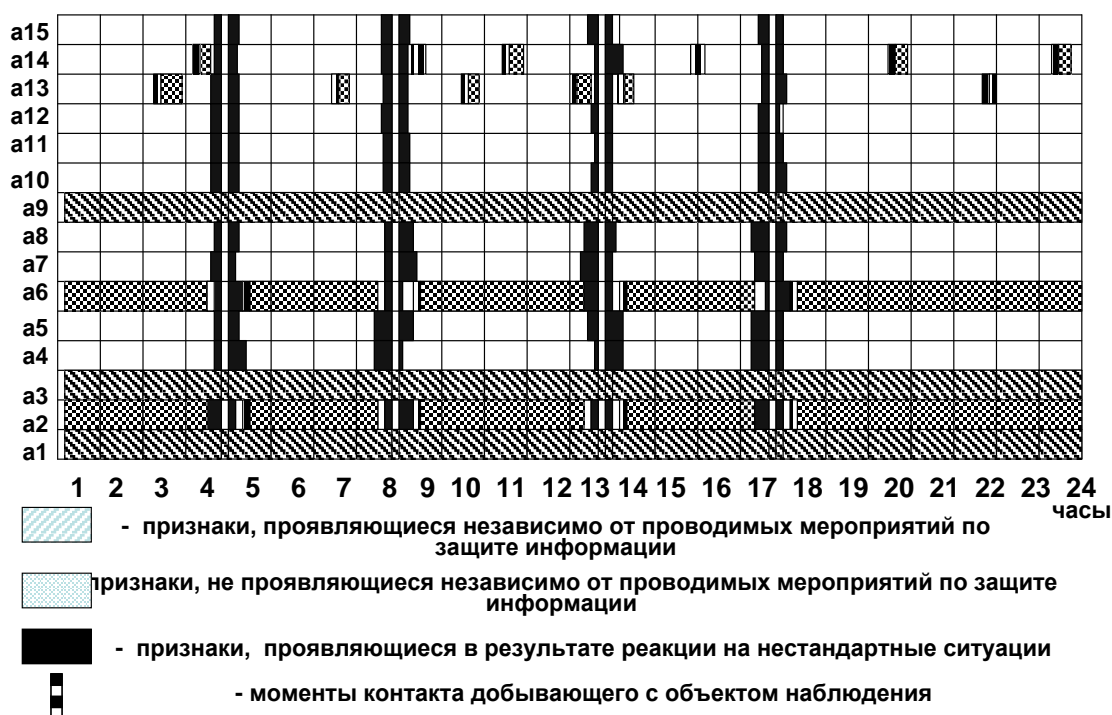 a15
a14
a13
a12
a11
a10
a9
a8
a7
a6
a5
a4
a3
a2
a1
1 2 3 4 5 6 7 8 9 10 11 12 13 14 15 16 17 18 19 20 21 22 23 24
часы
- признаки, проявляющиеся независимо от проводимых мероприятий по
защите информации
признаки, не проявляющиеся независимо от проводимых мероприятий по защите
информации
- признаки, проявляющиеся в результате реакции на нестандартные ситуации
- моменты контакта добывающего с объектом наблюдения